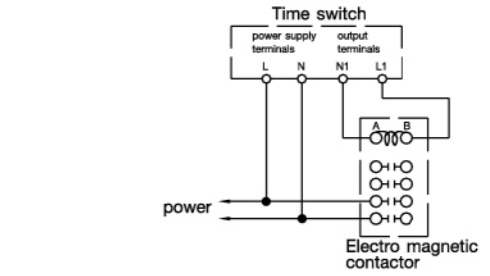 Time switch
power supply output
terminals terminals
L N N1 L1
A B
power
Electro magnetic
contactor